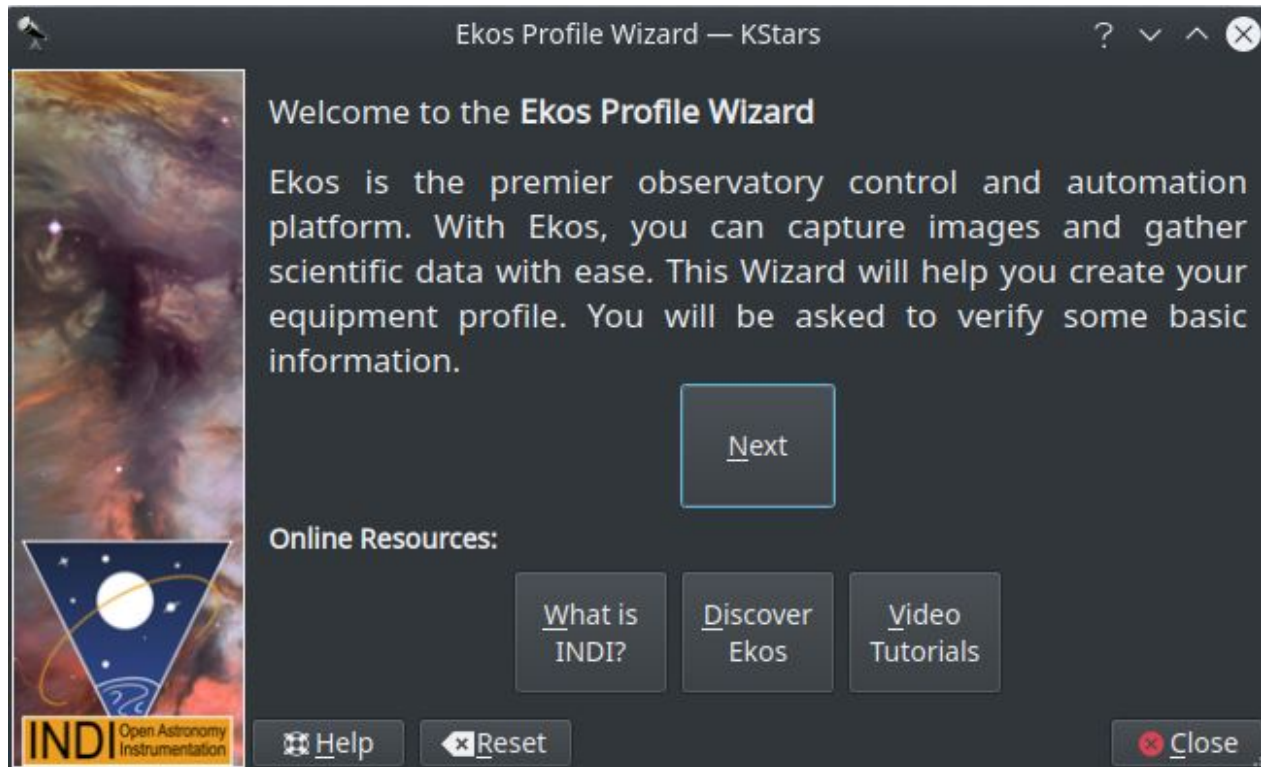 Ekos Profile Wizard — KStars
Welcome to the Ekos Profile Wizard
Ekos is the premier observatory control and automation
platform. With Ekos, you can capture images and gather
scientific data with ease. This Wizard will help you create your
equipment profile. You will be asked to verify some basic
information.
Next
Online Resources:
What is
INDI?
Discover
Ekos
Video
Tutorials
INDI
Open Astronomy
Instrumentation
Help
Reset
Close